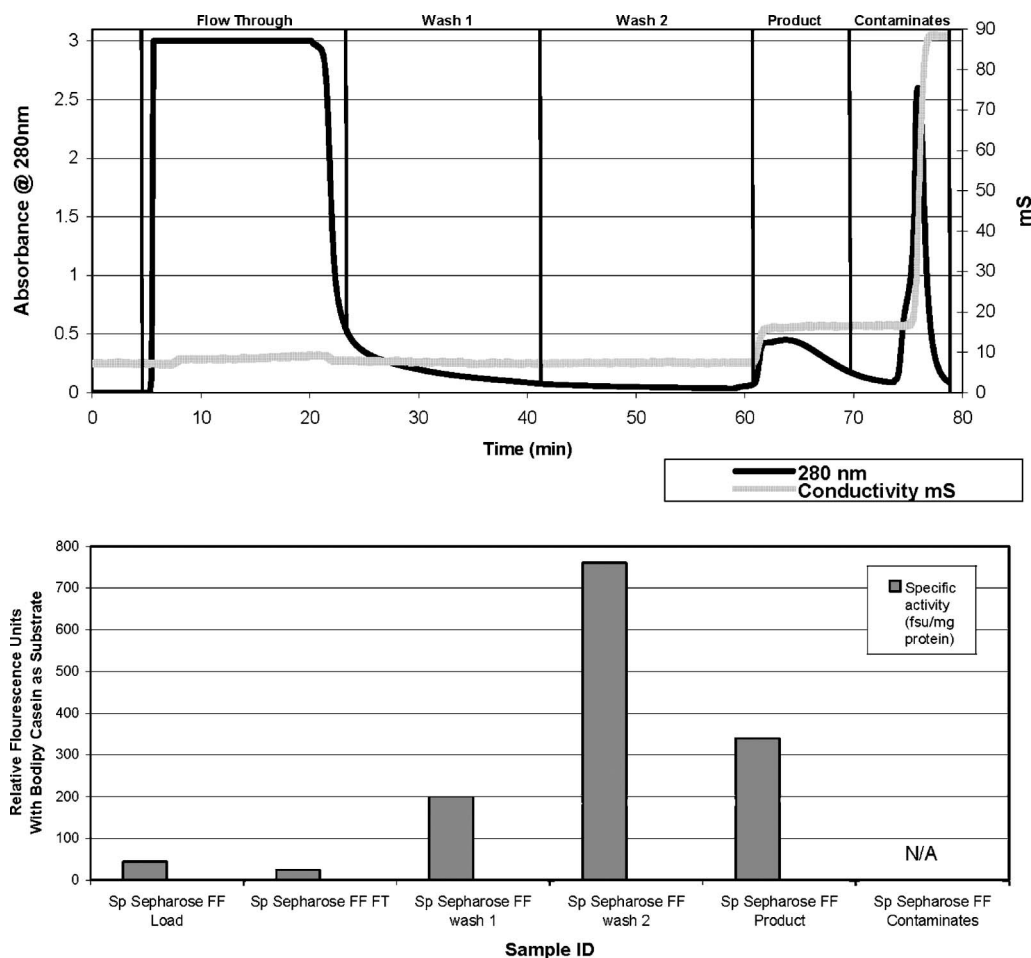 Flow Through Wash 1 Wash 2 Product Contaminates
3 90
80
2.5 70
2 60
50
1.5 40
1 30
20
0.5 10
0 0
0 10 20 30 40 50 60 70 80
Absorbance @ 280nm
mS
Time (min)
280 nm
Conductivity mS
800
700
600
500
400
300
200
100
0
Relative Flourescence Units
With Bodipy Casein as Substrate
Specific
activity
(fsu/mg
protein)
N/A
Sp Sepharose FF Sp Sepharose FF FT Sp Sepharose FF Sp Sepharose FF Sp Sepharose FF Sp Sepharose FF
Load wash 1 wash 2 Product Contaminates
Sample ID